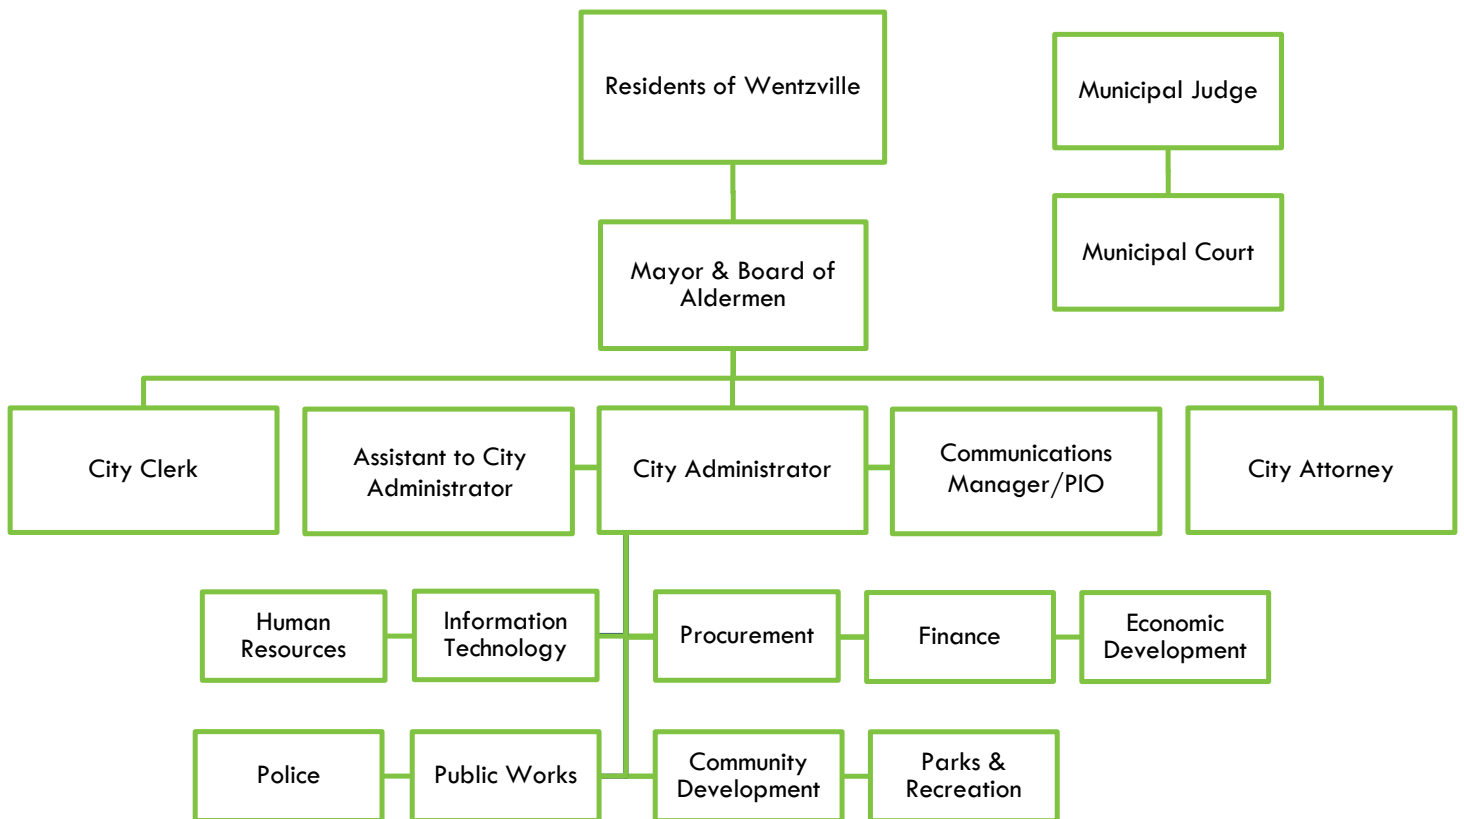 Residents of Wentzville
Municipal Judge
Municipal Court
Mayor & Board of
Aldermen
City Clerk
Assistant to City
Administrator
City Administrator
Communications
Manager/PIO
City Attorney
Human
Resources
Information
Technology
Procurement
Finance
Economic
Development
Police
Public Works
Community
Development
Parks &
Recreation